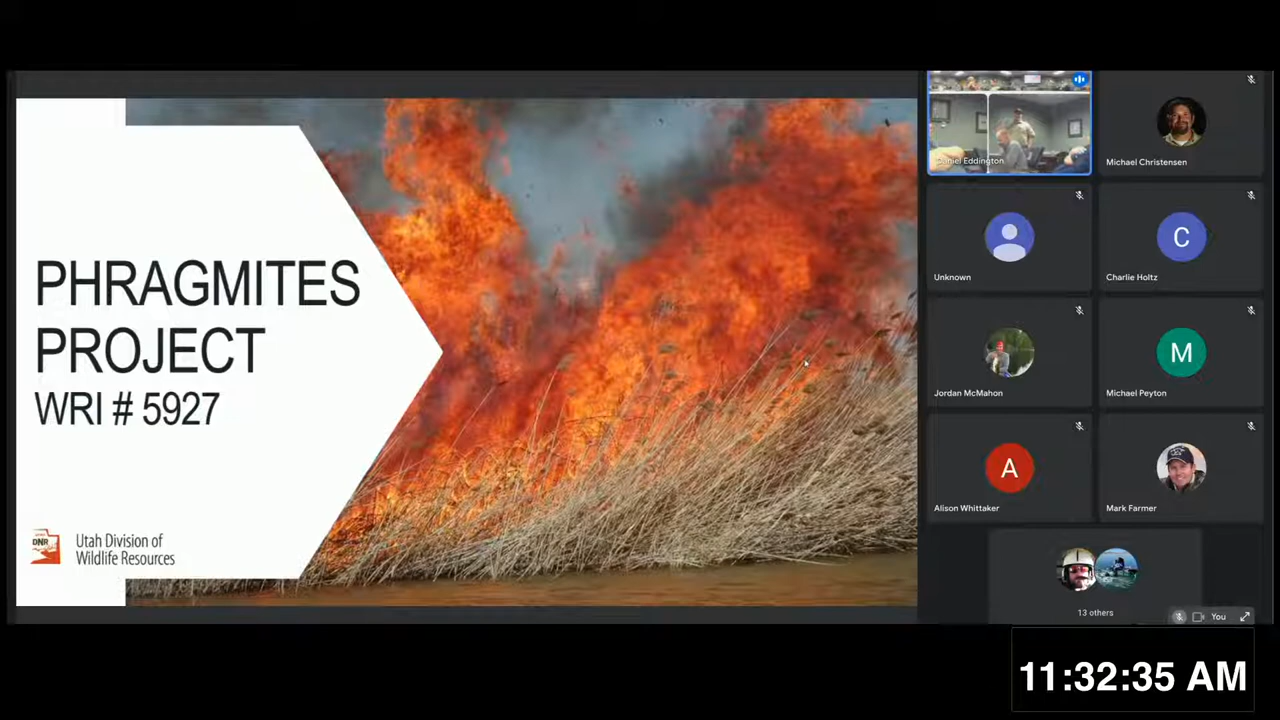 PHRAGMITES
PROJECT
WRI # 5927
DNR
Utah Division of
Wildlife Resources
Daniel Eddington
Michael Christensen
Unknown
C
Charlie Holtz
Jordan McMahon
M
Michael Peyton
A
Alison Whittaker
Mark Farmer
13 others
You
11:32:35 AM